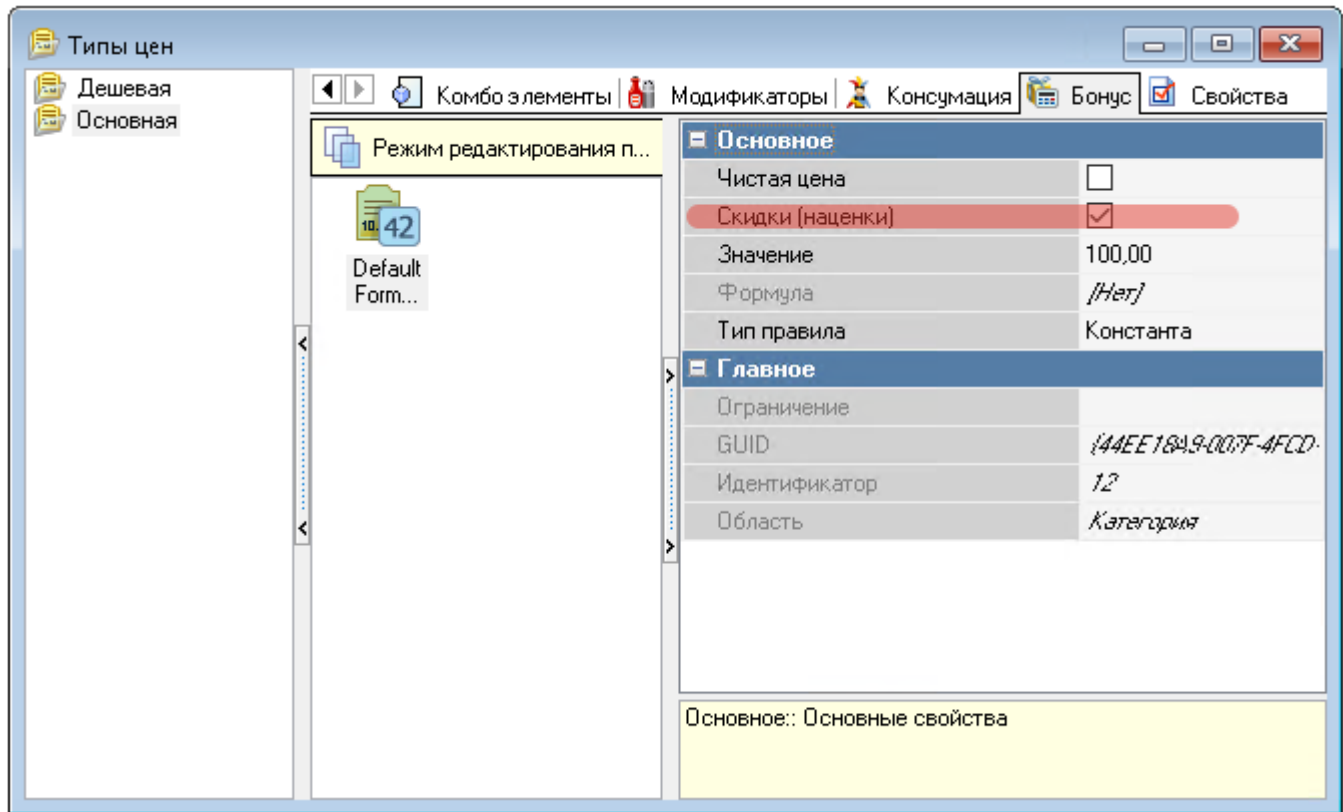 Типы цен
Дешевая
Основная
Комбо элементы Модификаторы Консумация Бонус Свойства
Режим редактирования п...
10. 42
Default
Form...
Основное
Чистая цена
Скидки (наценки)
Значение 100,00
Формула [Нет]
Тип правила Константа
Главное
Ограничение
GUID {44EE18A9-007F-4FCD-
Идентификатор 12
Область Категория
Основное:: Основные свойства